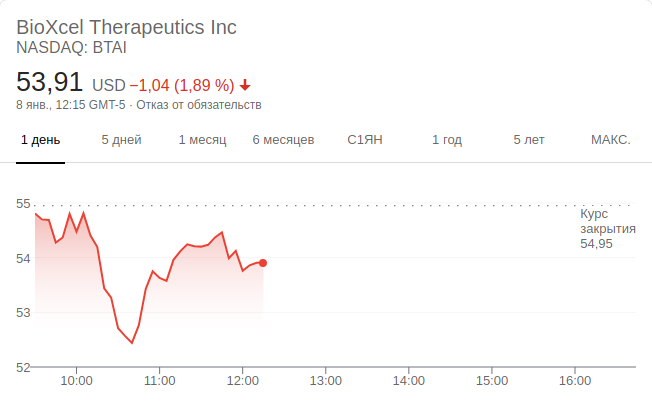 BioXcel Therapeutics Inc
NASDAQ: BTAI
53,91 USD −1,04 (1,89 %)
8 янв., 12:15 GMT-5 · Отказ от обязательств
1 день 5 дней 1 месяц 6 месяцев С1ЯН 1 год 5 лет МАКС.
55
Курс
закрытия
54,95
54
53
52
10:00 11:00 12:00 13:00 14:00 15:00 16:00